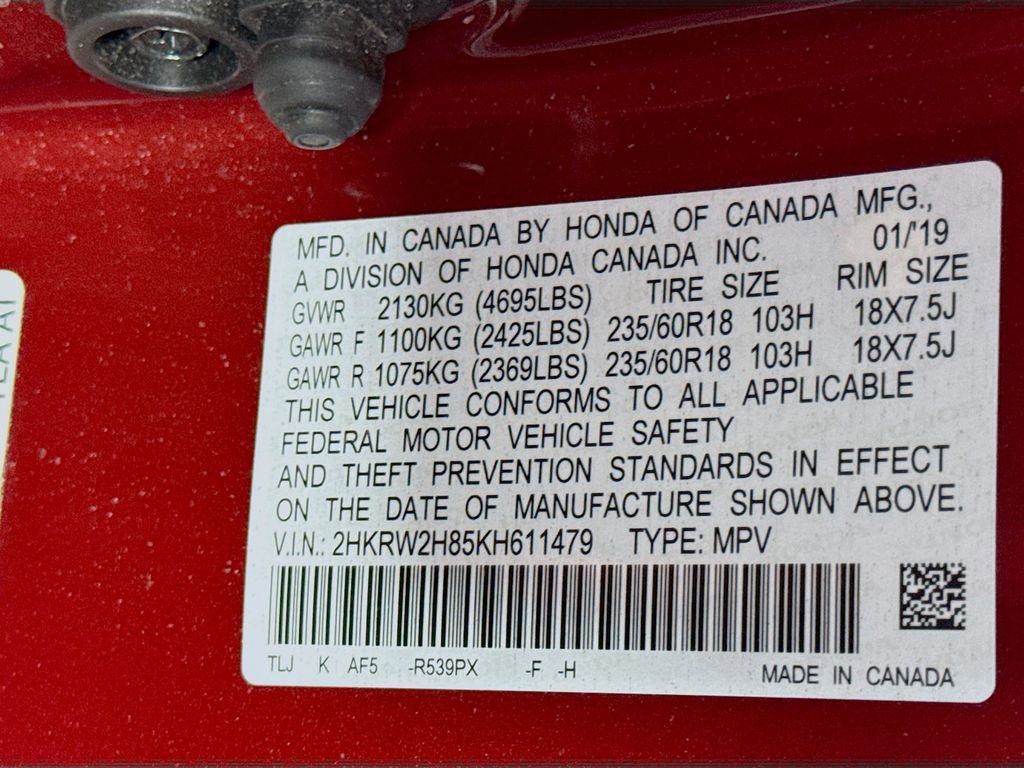 MFD. IN CANADA BY HONDA OF CANADA MFG.,
A DIVISION OF HONDA CANADA INC. 01/'19
GVWR 2130KG (4695LBS) TIRE SIZE RIM SIZE
GAWR F 1100KG (2425LBS) 235/60R18 103H 18X7.5J
GAWR R 1075KG (2369LBS) 235/60R18 103H 18X7.5J
THIS VEHICLE CONFORMS TO ALL APPLICABLE
FEDERAL MOTOR VEHICLE SAFETY
AND THEFT PREVENTION STANDARDS IN EFFECT
ON THE DATE OF MANUFACTURE SHOWN ABOVE.
V.I.N.: 2HKRW2H85KH611479 TYPE: MPV
TLJ K AF5 -R539PX -F -H MADE IN CANADA